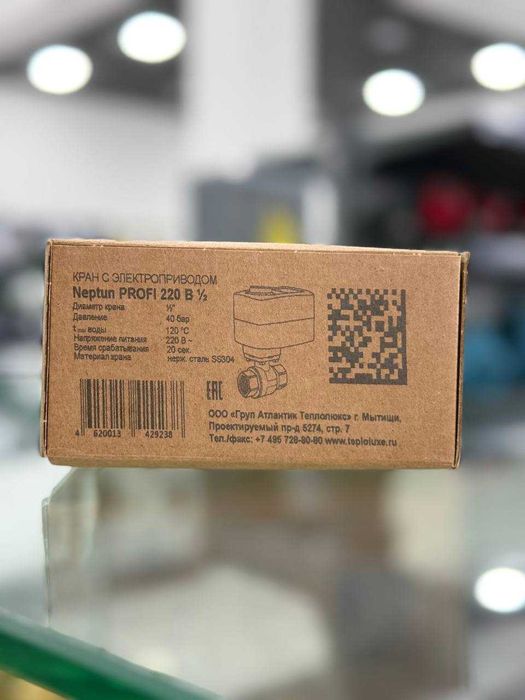 КРАН С ЭЛЕКТРОПРИВОДОМ
Neptun PROFI 220 В ½
Диаметр крана ½"
Давление 40 бар
t max воды 120 °С
Напряжение питания 220 В ~
Время срабатывания 20 сек.
Материал крана нерж. сталь SS304
4 620013 429238
EAC
ООО «Груп Атлантик Теплолюкс» г. Мытищи,
Проектируемый пр-д 5274, стр. 7
Тел./факс: +7 495 728-80-80 www.teploluxe.ru